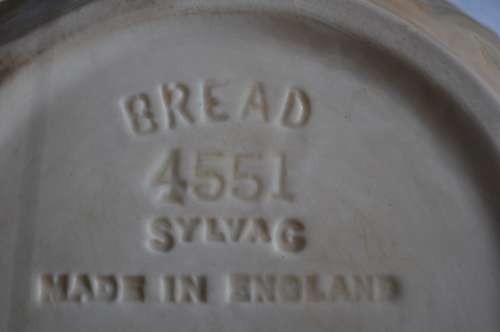 BREAD
4551
SYLVAC
MADE IN ENGLAND